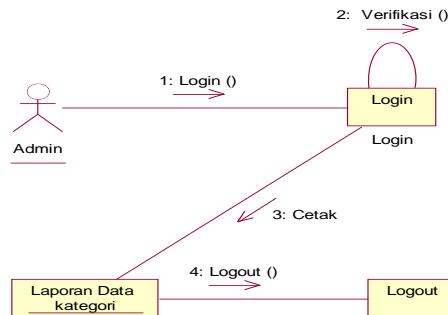 2: Verifikasi ()
1: Login ()
Login
Login
Admin
3: Cetak
4: Logout ()
Laporan Data
kategori
Logout